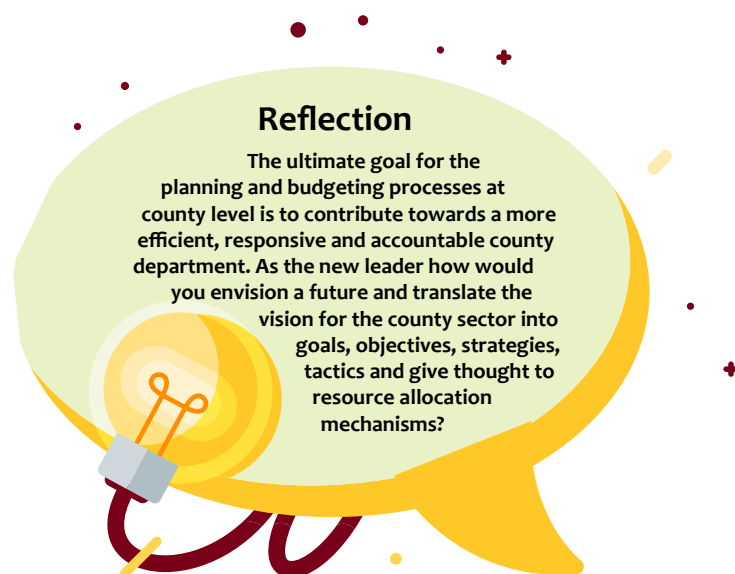 Reflection
The ultimate goal for the
planning and budgeting processes at
county level is to contribute towards a more
efficient, responsive and accountable county
department. As the new leader how would
you envision a future and translate the
vision for the county sector into
goals, objectives, strategies,
tactics and give thought to
resource allocation
mechanisms?